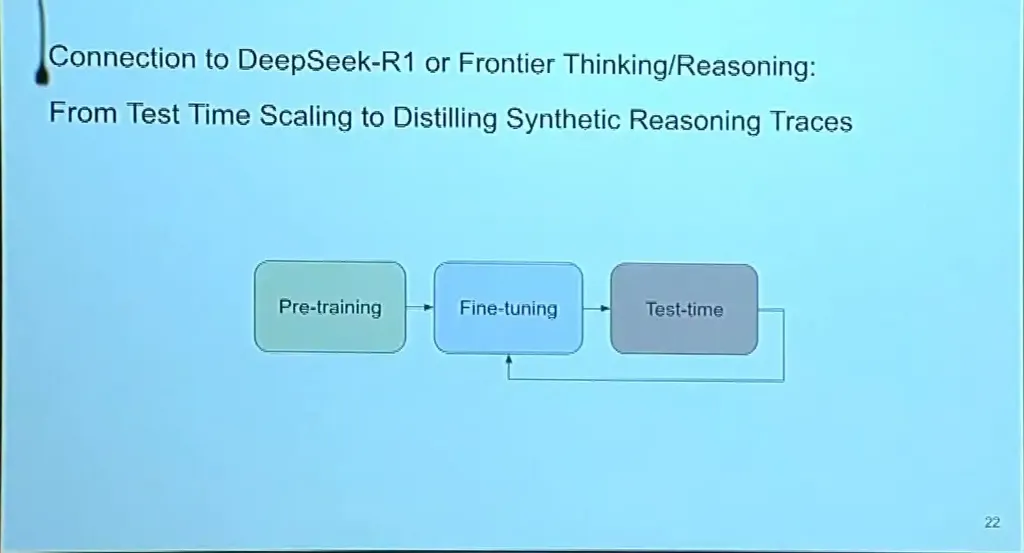 Connection to DeepSeek-R1 or Frontier Thinking/Reasoning:
From Test Time Scaling to Distilling Synthetic Reasoning Traces
Pre-training
Fine-tuning
Test-time
22